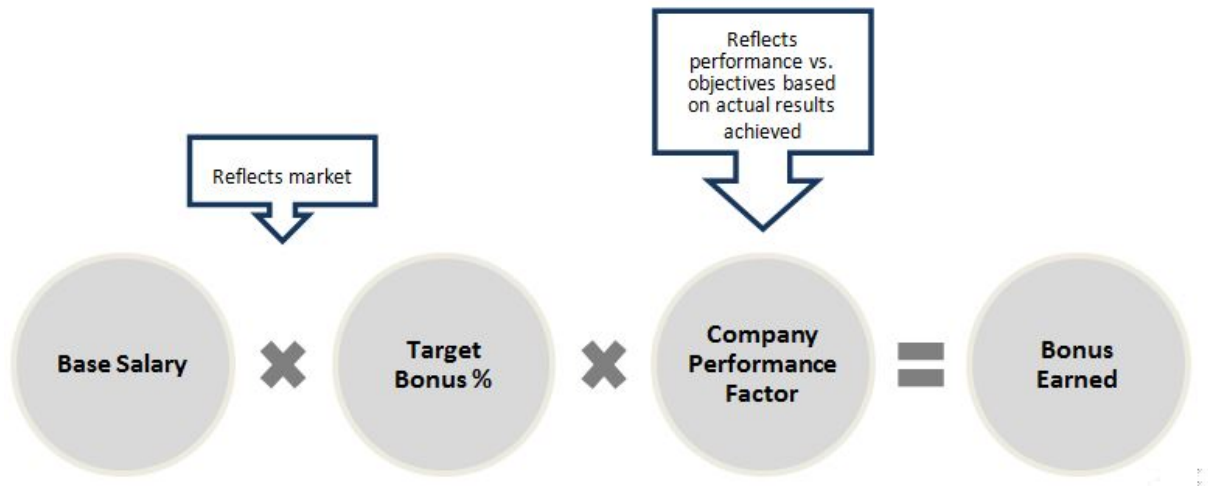 Reflects
performance vs.
objectives based
on actual results
achieved
Reflects market
Base Salary
Target
Bonus %
Company
Performance
Factor
Bonus
Earned